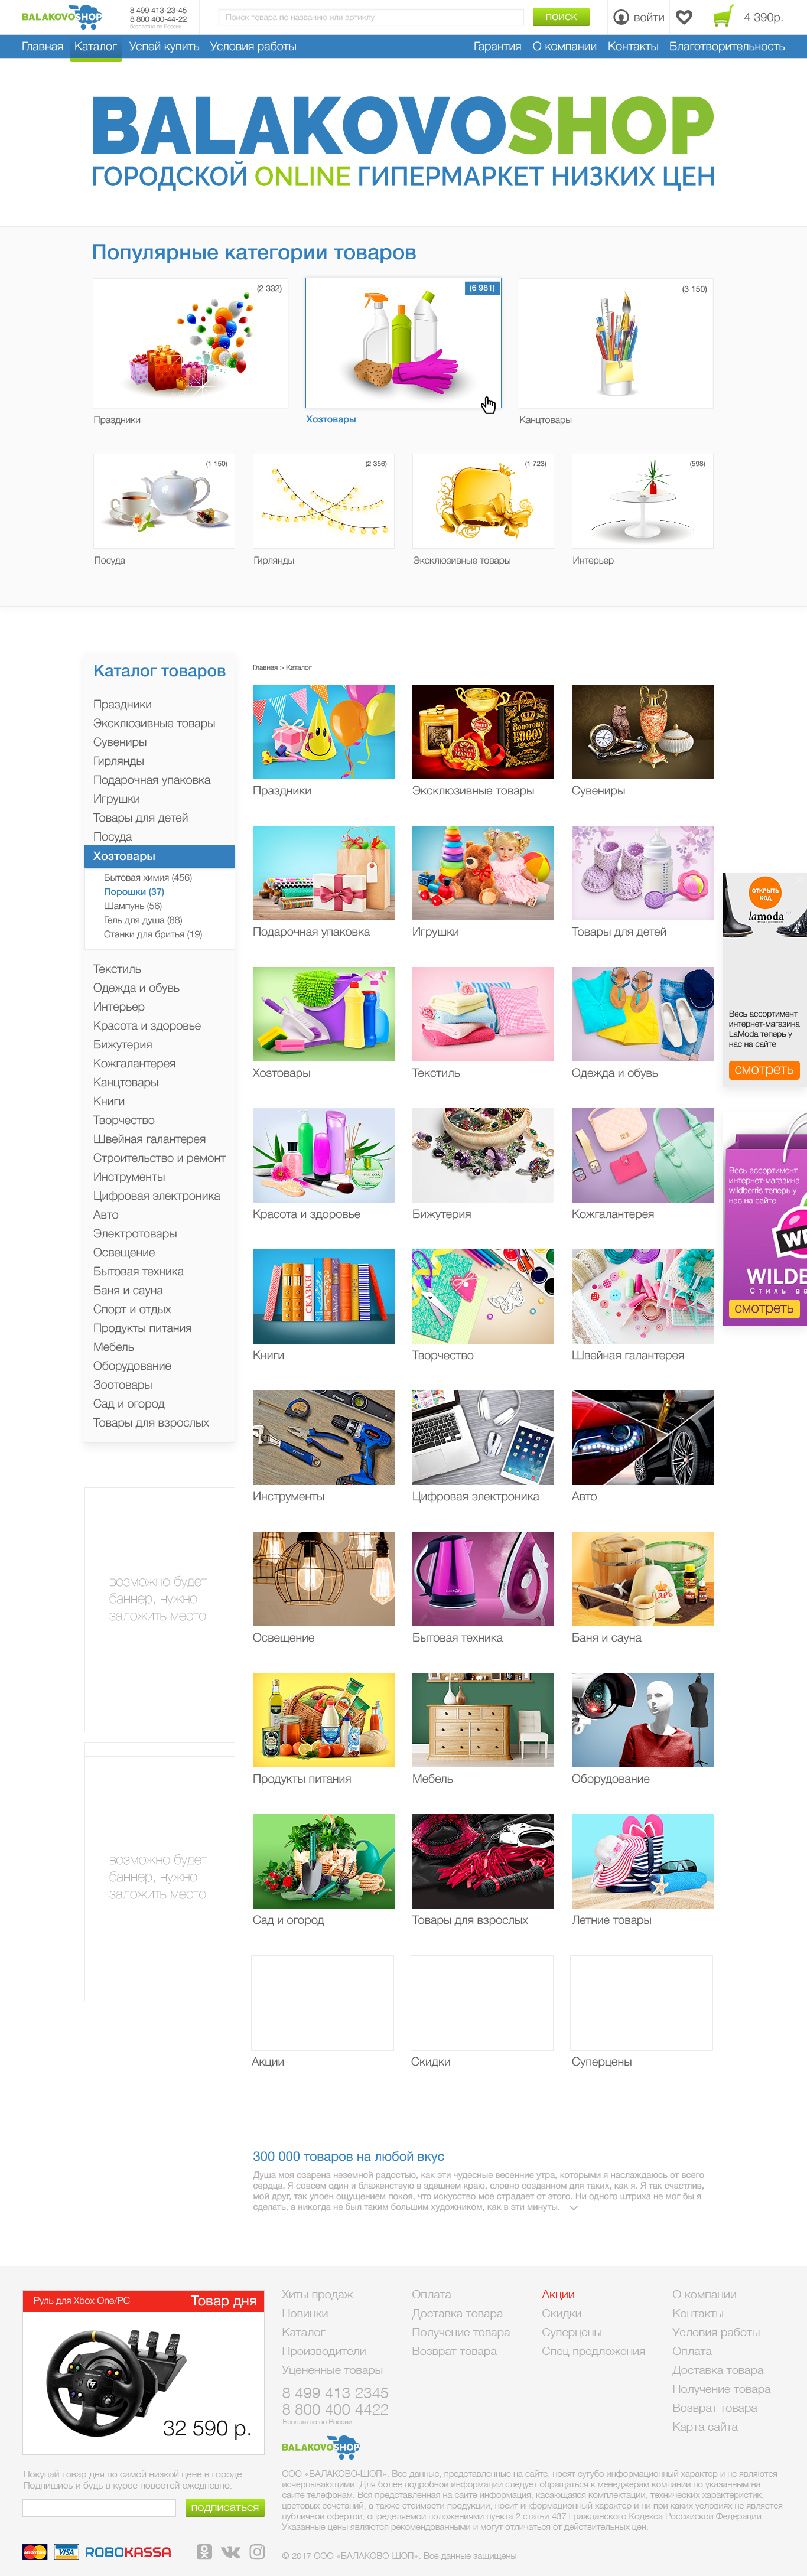 BALAKOVOSHOP
8 499 413-23-45
8 800 400-44-22
бесплатно по России
Поиск товара по названию или артиклу
ПОИСК
войти
4 390р.
Главная Каталог Успей купить Условия работы Гарантия О компании Контакты Благотворительность
BALAKOVOSHOP
ГОРОДСКОЙ ONLINE ГИПЕРМАРКЕТ НИЗКИХ ЦЕН
Популярные категории товаров
(2 332)
(6 981)
(3 150)
Праздники
Хозтовары
Канцтовары
(1 150)
(2 356)
(1 723)
(598)
Посуда
Гирлянды
Эксклюзивные товары
Интерьер
Каталог товаров
Праздники
Эксклюзивные товары
Сувениры
Гирлянды
Подарочная упаковка
Игрушки
Товары для детей
Посуда
Хозтовары
Бытовая химия (456)
Порошки (37)
Шампунь (56)
Гель для душа (88)
Станки для бритья (19)
Текстиль
Одежда и обувь
Интерьер
Красота и здоровье
Бижутерия
Кожгалантерея
Канцтовары
Книги
Творчество
Швейная галантерея
Строительство и ремонт
Инструменты
Цифровая электроника
Авто
Электротовары
Освещение
Бытовая техника
Баня и сауна
Спорт и отдых
Продукты питания
Мебель
Оборудование
Зоотовары
Сад и огород
Товары для взрослых
возможно будет
баннер, нужно
заложить место
возможно будет
баннер, нужно
заложить место
Главная > Каталог
Праздники
Эксклюзивные товары
Сувениры
Подарочная упаковка
Игрушки
Товары для детей
Хозтовары
Текстиль
Одежда и обувь
Красота и здоровье
Бижутерия
Кожгалантерея
СКАЗКИ
Книги
Творчество
Швейная галантерея
Инструменты
Цифровая электроника
Авто
Освещение
Бытовая техника
Баня и сауна
Продукты питания
Мебель
Оборудование
Сад и огород
Товары для взрослых
Летние товары
Акции
Скидки
Суперцены
ОТКРЫТЬ
КОД
lamoda
Весь ассортимент
интернет-магазина
LaModa теперь у
нас на сайте
смотреть
Весь ассортимент
интернет-магазина
wildberris теперь у
нас на сайте
WILDB
Стиль ва
смотреть
300 000 товаров на любой вкус
Душа моя озарена неземной радостью, как эти чудесные весенние утра, которыми я наслаждаюсь от всего
сердца. Я совсем один и блаженствую в здешнем краю, словно созданном для таких, как я. Я так счастлив,
мой друг, так упоен ощущением покоя, что искусство мое страдает от этого. Ни одного штриха не мог бы я
сделать, а никогда не был таким большим художником, как в эти минуты.
Руль для Xbox One/PC Товар дня
32 590 р.
Покупай товар дня по самой низкой цене в городе.
Подпишись и будь в курсе новостей ежедневно.
подписаться
MasterCard VISA ROBOKASSA
Хиты продаж
Новинки
Каталог
Производители
Уцененные товары
Оплата
Доставка товара
Получение товара
Возврат товара
Акции
Скидки
Суперцены
Спец предложения
О компании
Контакты
Условия работы
Оплата
Доставка товара
Получение товара
Возврат товара
Карта сайта
8 499 413 2345
8 800 400 4422
Бесплатно по России
BALAKOVOSHOP
ООО «БАЛАКОВО-ШОП». Все данные, представленные на сайте, носят сугубо информационный характер и не являются
исчерпывающими. Для более подробной информации следует обращаться к менеджерам компании по указанным на
сайте телефонам. Вся представленная на сайте информация, касающаяся комплектации, технических характеристик,
цветовых сочетаний, а также стоимости продукции, носит информационный характер и ни при каких условиях не является
публичной офертой, определяемой положениями пункта 2 статьи 437 Гражданского Кодекса Российской Федерации.
Указанные цены являются рекомендованными и могут отличаться от действительных цен.
© 2017 ООО «БАЛАКОВО-ШОП». Все данные защищены